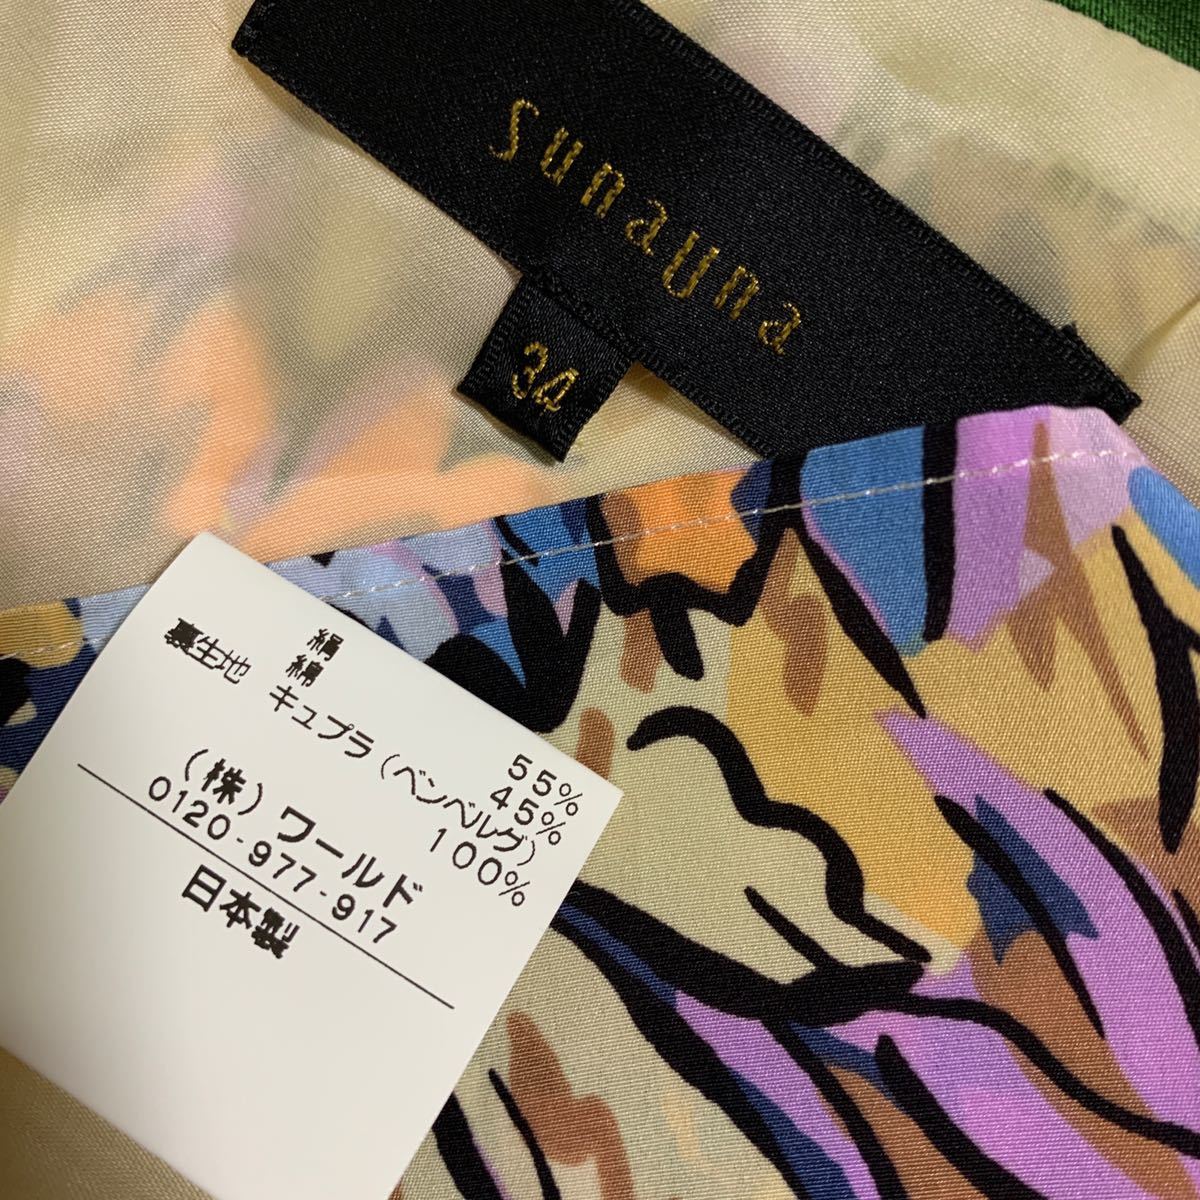 sunauna
34
絹 55%
綿 45%
裏生地 キュプラ(ベンベルグ) 100%
(株)ワールド
0120-977-917
日本製